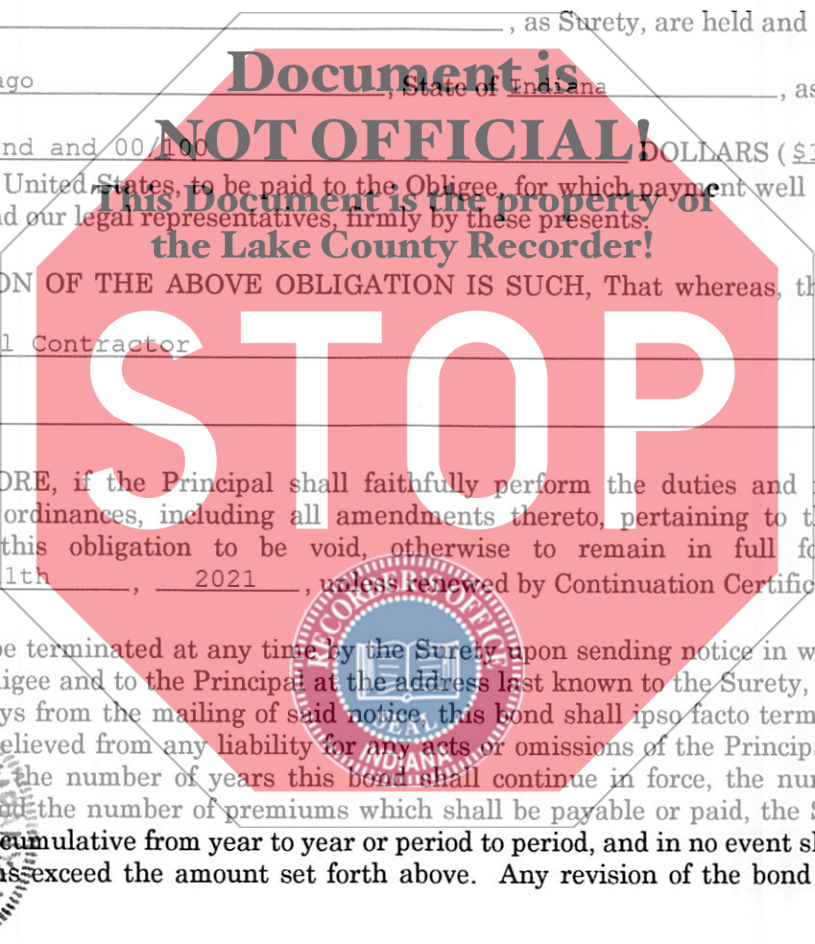 , as Surety, are held and
ago , State of Indiana , as
Document is
nd and 00/100 DOLLARS ($1
NOT OFFICIAL!
United States, to be paid to the Obligee, for which payment well
This Document is the property of
d our legal representatives, firmly by these presents.
the Lake County Recorder!
ON OF THE ABOVE OBLIGATION IS SUCH, That whereas, th
l Contractor
STOP
ORE, if the Principal shall faithfully perform the duties and
ordinances, including all amendments thereto, pertaining to th
this obligation to be void, otherwise to remain in full fo
1th , 2021 , unless renewed by Continuation Certific
RECORDER'S OFFICE
SEAL
INDIANA
be terminated at any time by the Surety upon sending notice in w
ligee and to the Principal at the address last known to the Surety,
ys from the mailing of said notice, this bond shall ipso facto term
elieved from any liability for any acts or omissions of the Principa
the number of years this bond shall continue in force, the nu
nd the number of premiums which shall be payable or paid, the S
cumulative from year to year or period to period, and in no event sh
ns exceed the amount set forth above. Any revision of the bond